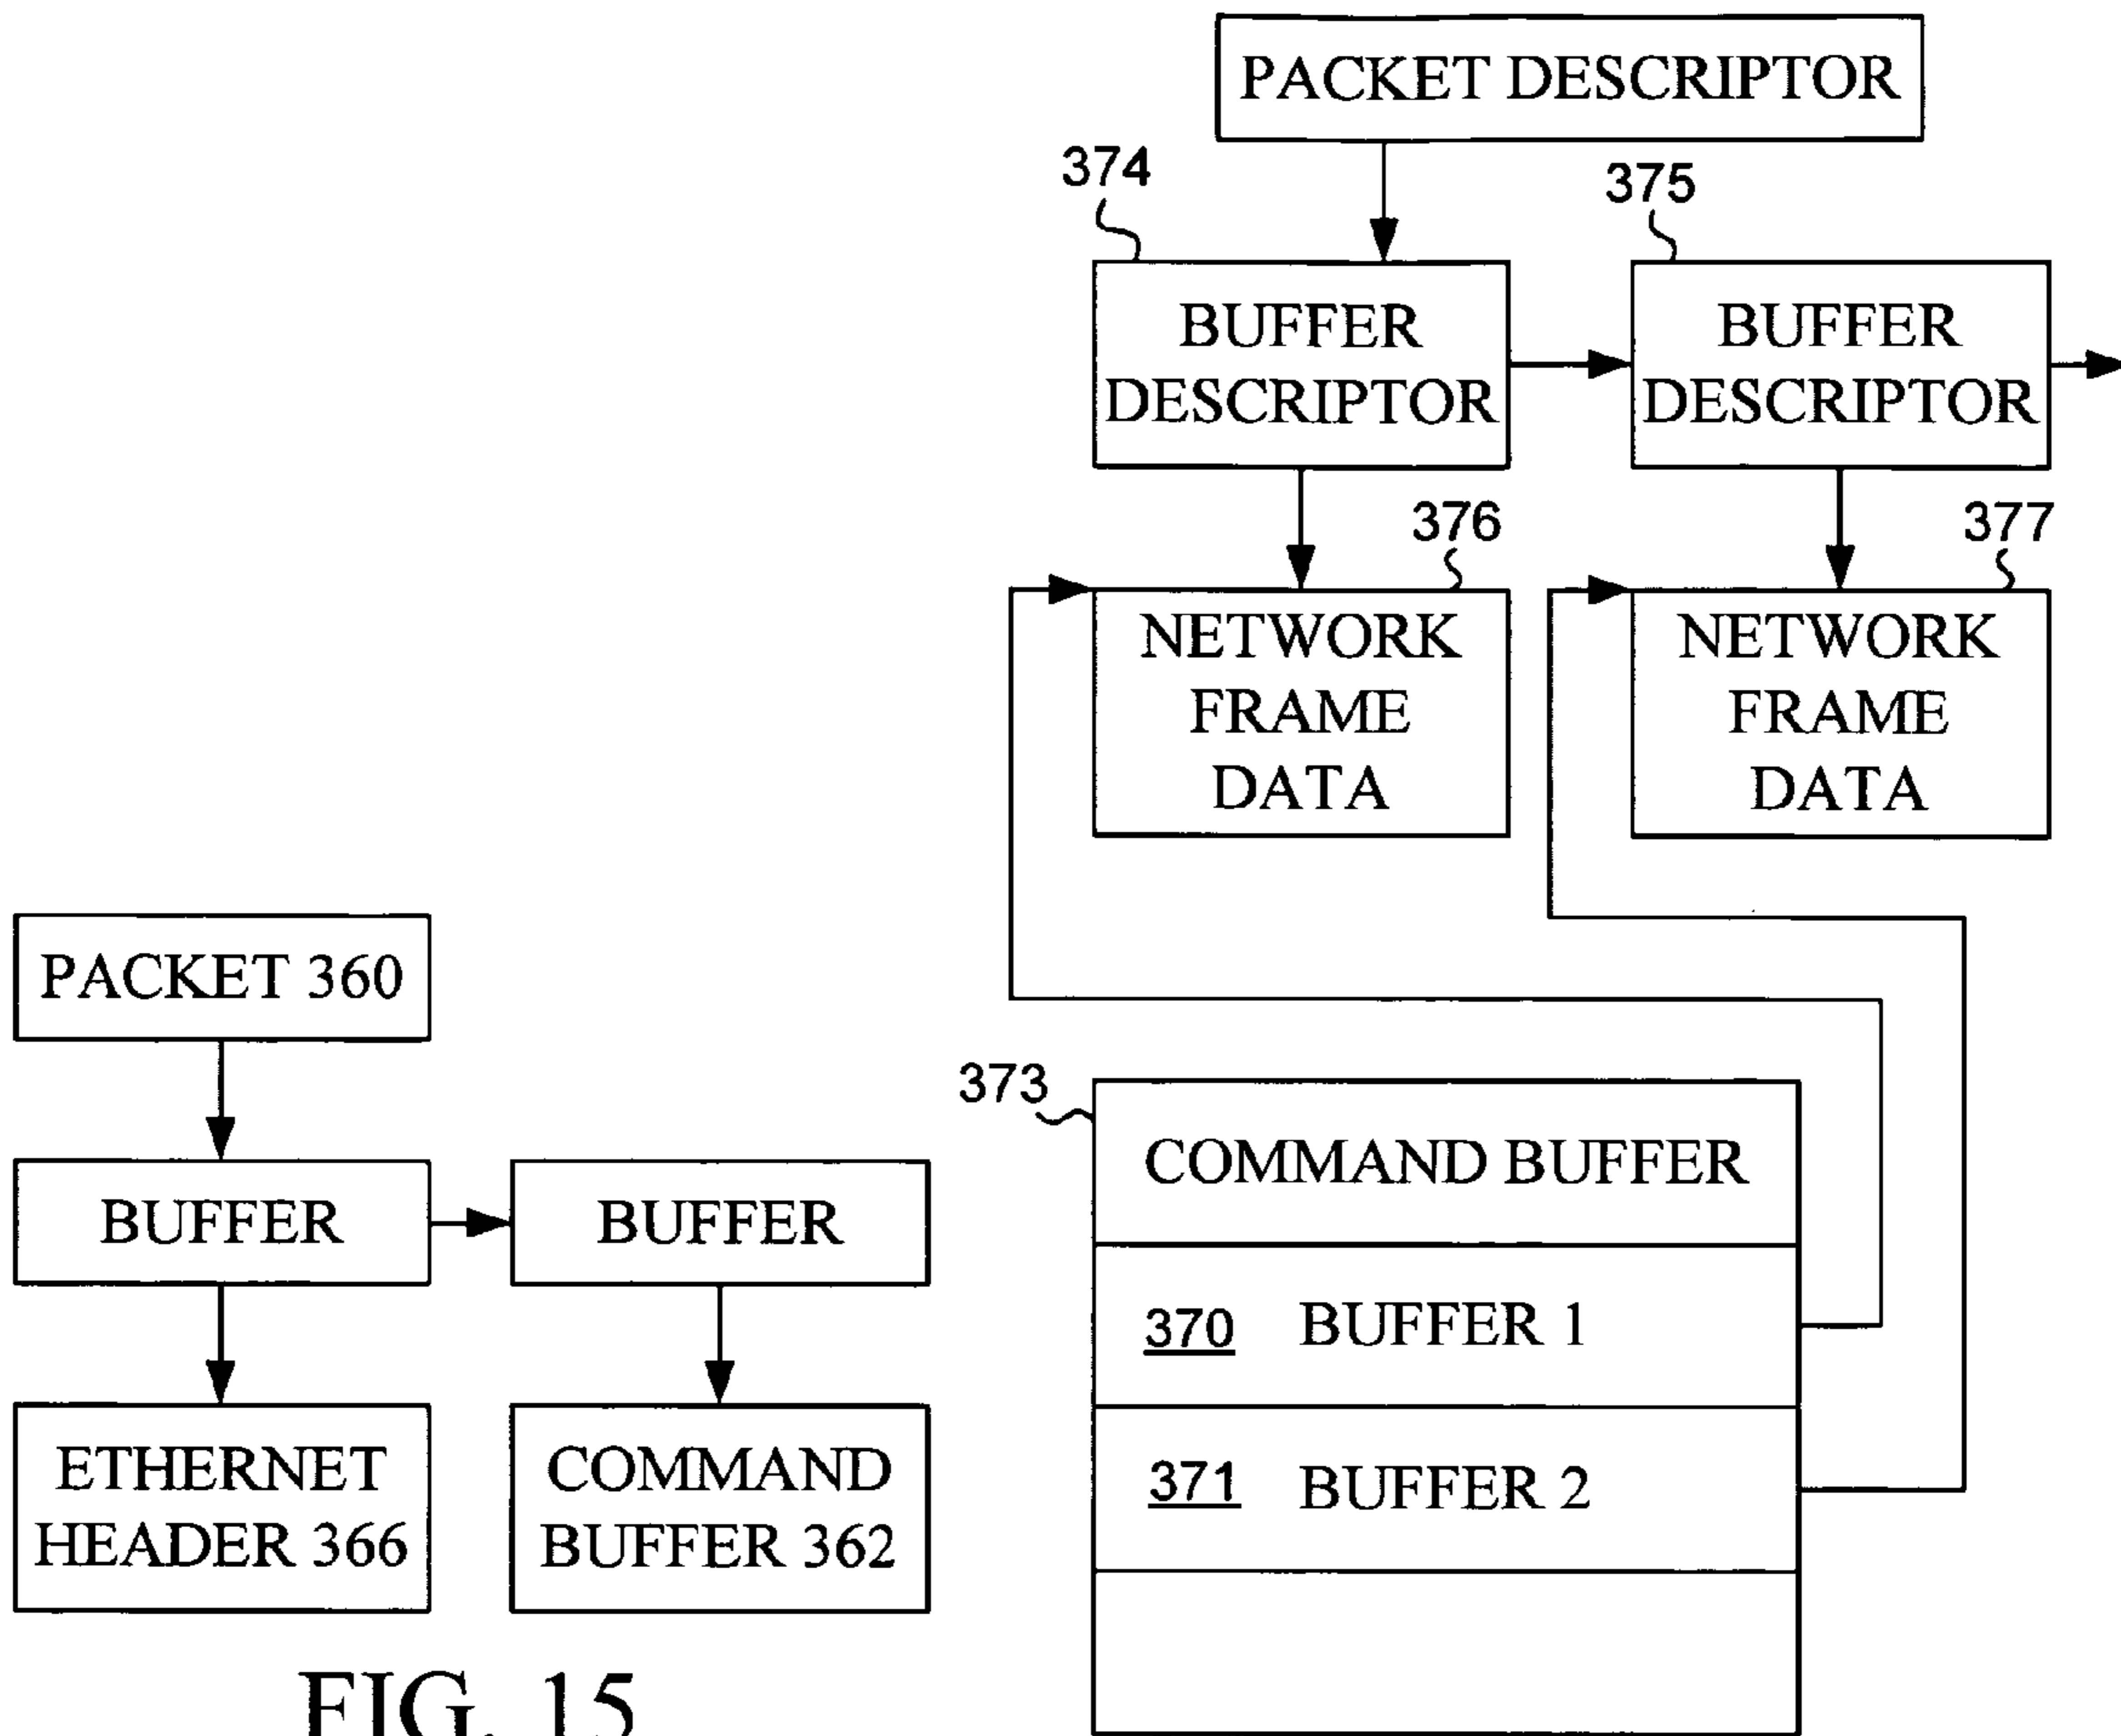 PACKET DESCRIPTOR
374
375
BUFFER
DESCRIPTOR
BUFFER
DESCRIPTOR
376
377
NETWORK
FRAME
DATA
NETWORK
FRAME
DATA
PACKET 360
BUFFER
BUFFER
ETHERNET
HEADER 366
COMMAND
BUFFER 362
FIG. 15
373
COMMAND BUFFER
370 BUFFER 1
371 BUFFER 2